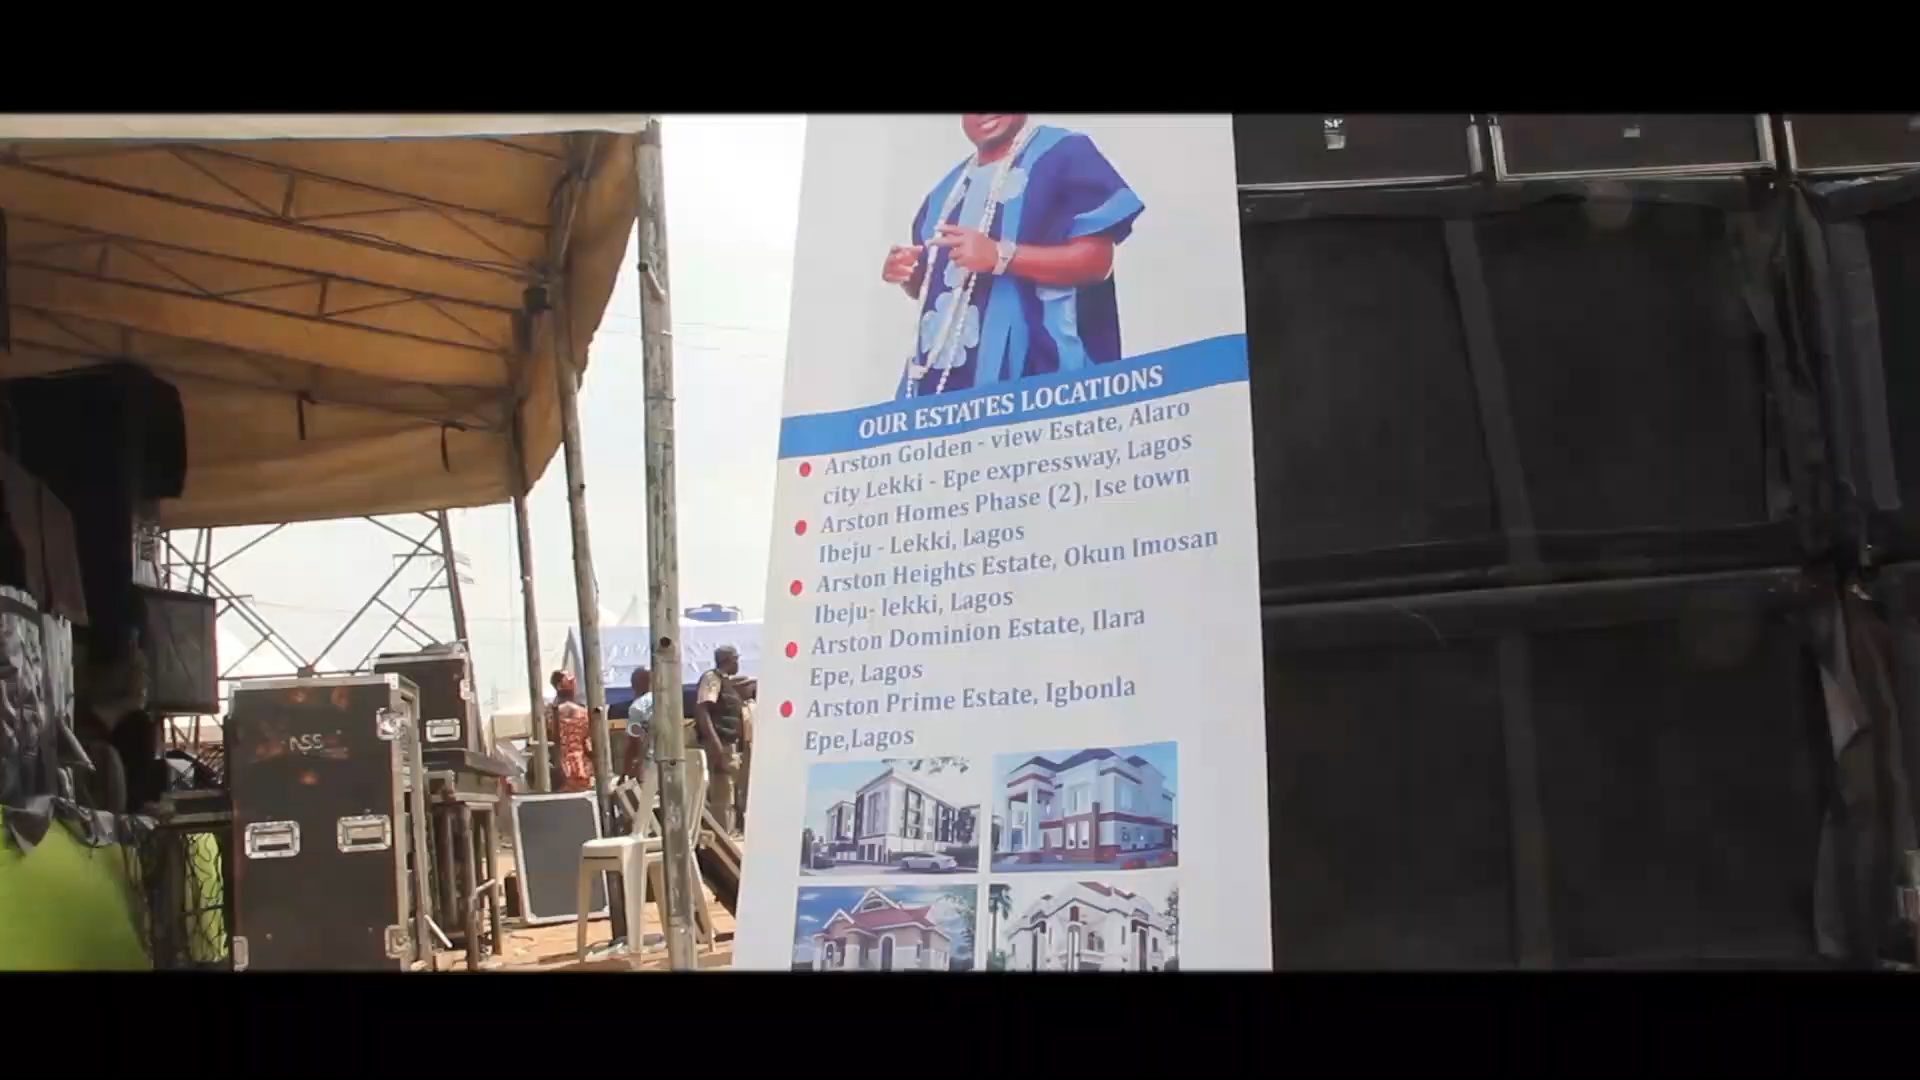 SP
OUR ESTATES LOCATIONS
Arston Golden - view Estate, Alaro
city Lekki - Epe expressway, Lagos
Arston Homes Phase (2), Ise town
Ibeju - Lekki, Lagos
Arston Heights Estate, Okun Imosan
Ibeju- lekki, Lagos
Arston Dominion Estate, Ilara
Epe, Lagos
Arston Prime Estate, Igbonla
Epe,Lagos
ASS